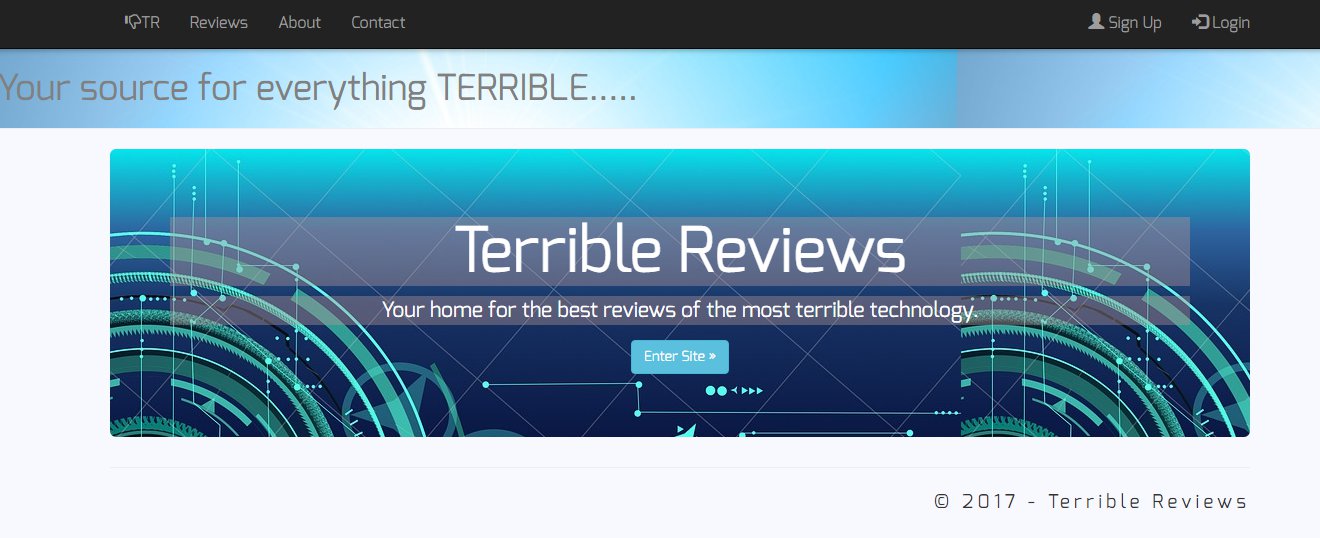 TR Reviews About Contact Sign Up Login
Your source for everything TERRIBLE.....
Terrible Reviews
Your home for the best reviews of the most terrible technology.
Enter Site »
© 2017 - Terrible Reviews